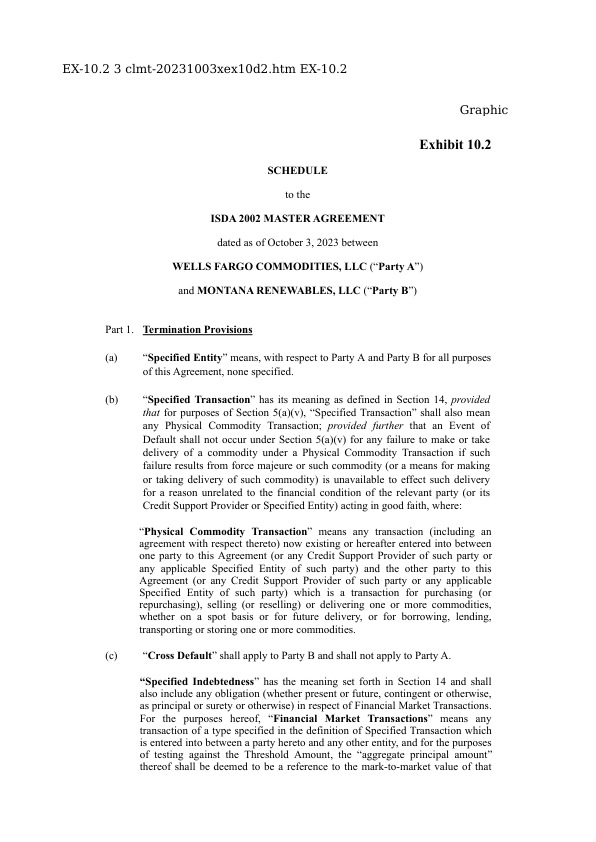 EX-10.2 3 clmt-20231003xex10d2.htm EX-10.2
Graphic
Exhibit 10.2
SCHEDULE
to the
ISDA 2002 MASTER AGREEMENT
dated as of October 3, 2023 between
WELLS FARGO COMMODITIES, LLC (“Party A”)
and MONTANA RENEWABLES, LLC (“Party B”)
Part 1. Termination Provisions
(a) “Specified Entity” means, with respect to Party A and Party B for all purposes
of this Agreement, none specified.
(b) “Specified Transaction” has its meaning as defined in Section 14, provided
that for purposes of Section 5(a)(v), “Specified Transaction” shall also mean
any Physical Commodity Transaction; provided further that an Event of
Default shall not occur under Section 5(a)(v) for any failure to make or take
delivery of a commodity under a Physical Commodity Transaction if such
failure results from force majeure or such commodity (or a means for making
or taking delivery of such commodity) is unavailable to effect such delivery
for a reason unrelated to the financial condition of the relevant party (or its
Credit Support Provider or Specified Entity) acting in good faith, where:
“Physical Commodity Transaction” means any transaction (including an
agreement with respect thereto) now existing or hereafter entered into between
one party to this Agreement (or any Credit Support Provider of such party or
any applicable Specified Entity of such party) and the other party to this
Agreement (or any Credit Support Provider of such party or any applicable
Specified Entity of such party) which is a transaction for purchasing (or
repurchasing), selling (or reselling) or delivering one or more commodities,
whether on a spot basis or for future delivery, or for borrowing, lending,
transporting or storing one or more commodities.
(c) “Cross Default” shall apply to Party B and shall not apply to Party A.
“Specified Indebtedness” has the meaning set forth in Section 14 and shall
also include any obligation (whether present or future, contingent or otherwise,
as principal or surety or otherwise) in respect of Financial Market Transactions.
For the purposes hereof, “Financial Market Transactions” means any
transaction of a type specified in the definition of Specified Transaction which
is entered into between a party hereto and any other entity, and for the purposes
of testing against the Threshold Amount, the “aggregate principal amount”
thereof shall be deemed to be a reference to the mark-to-market value of that